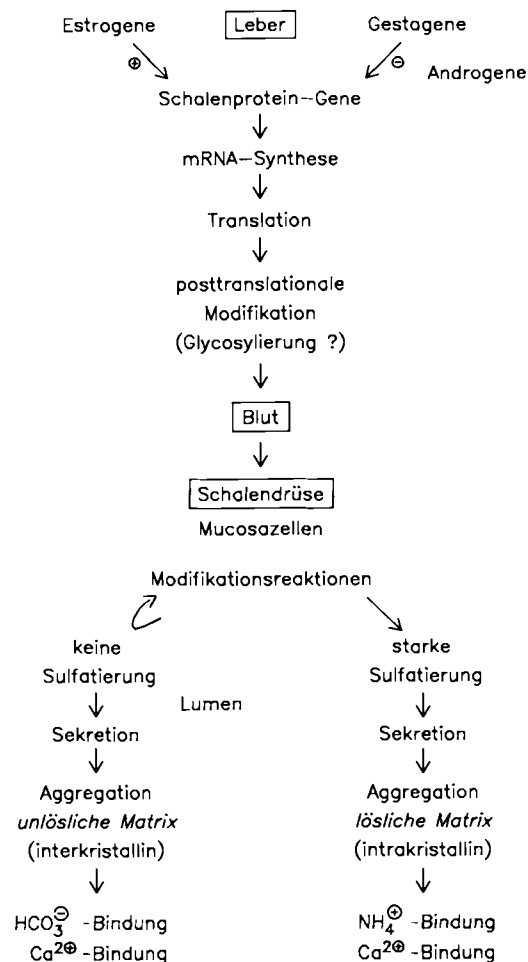 Estrogene Leber Gestagene
⊕ ⊖ Androgene
Schalenprotein–Gene
mRNA–Synthese
Translation
posttranslationale
Modifikation
(Glycosylierung ?)
Blut
Schalendrüse
Mucosazellen
Modifikationsreaktionen
keine starke
Sulfatierung Sulfatierung
Lumen
Sekretion Sekretion
Aggregation Aggregation
unlösliche Matrix lösliche Matrix
(interkristallin) (intrakristallin)
HCO₃⊖ -Bindung NH₄⊕ -Bindung
Ca²⊕ -Bindung Ca²⊕ -Bindung